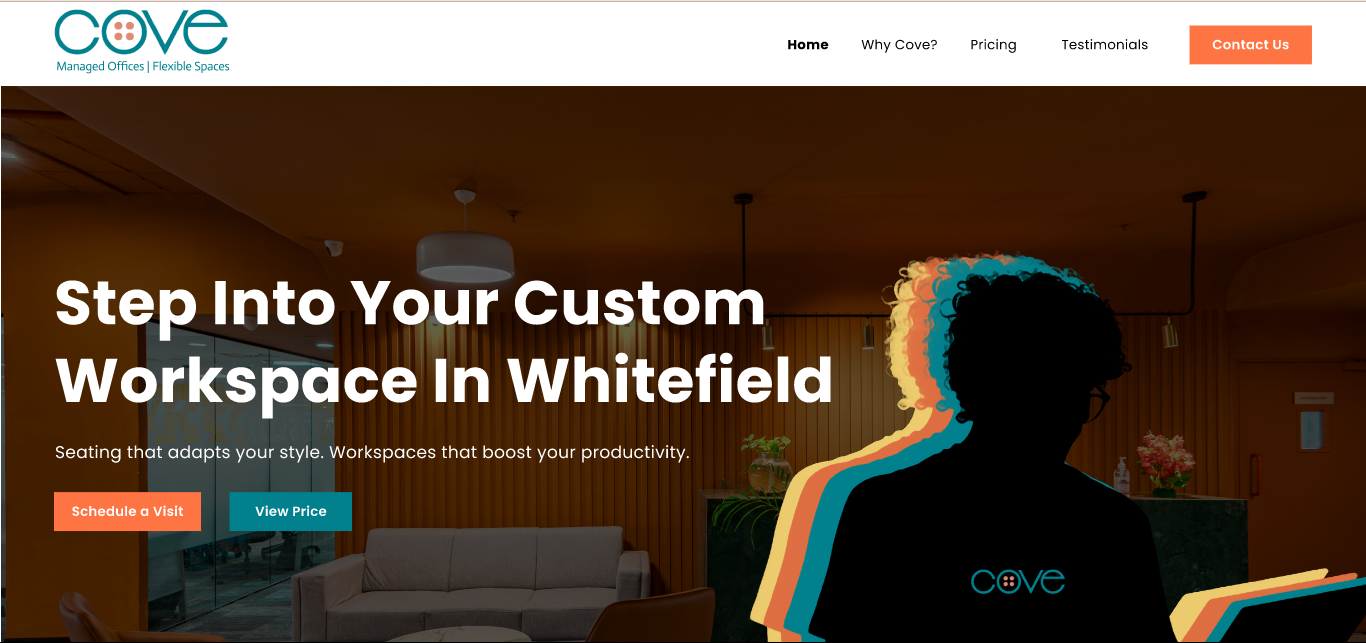 cove
Managed Offices | Flexible Spaces
Home Why Cove? Pricing Testimonials Contact Us
Step Into Your Custom
Workspace In Whitefield
Seating that adapts your style. Workspaces that boost your productivity.
Schedule a Visit View Price
cove